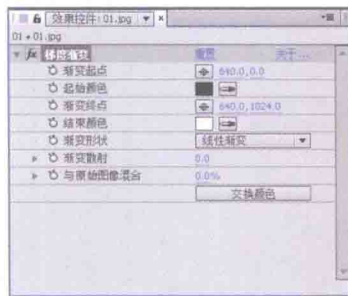 效果控件: 01.jpg
01 * 01.jpg
fx 梯度渐变 重置 关于...
渐变起点 640.0,0.0
起始颜色
渐变终点 640.0,1024.0
结束颜色
渐变形状 线性渐变
渐变散射 0.0
与原始图像混合 0.0%
交换颜色